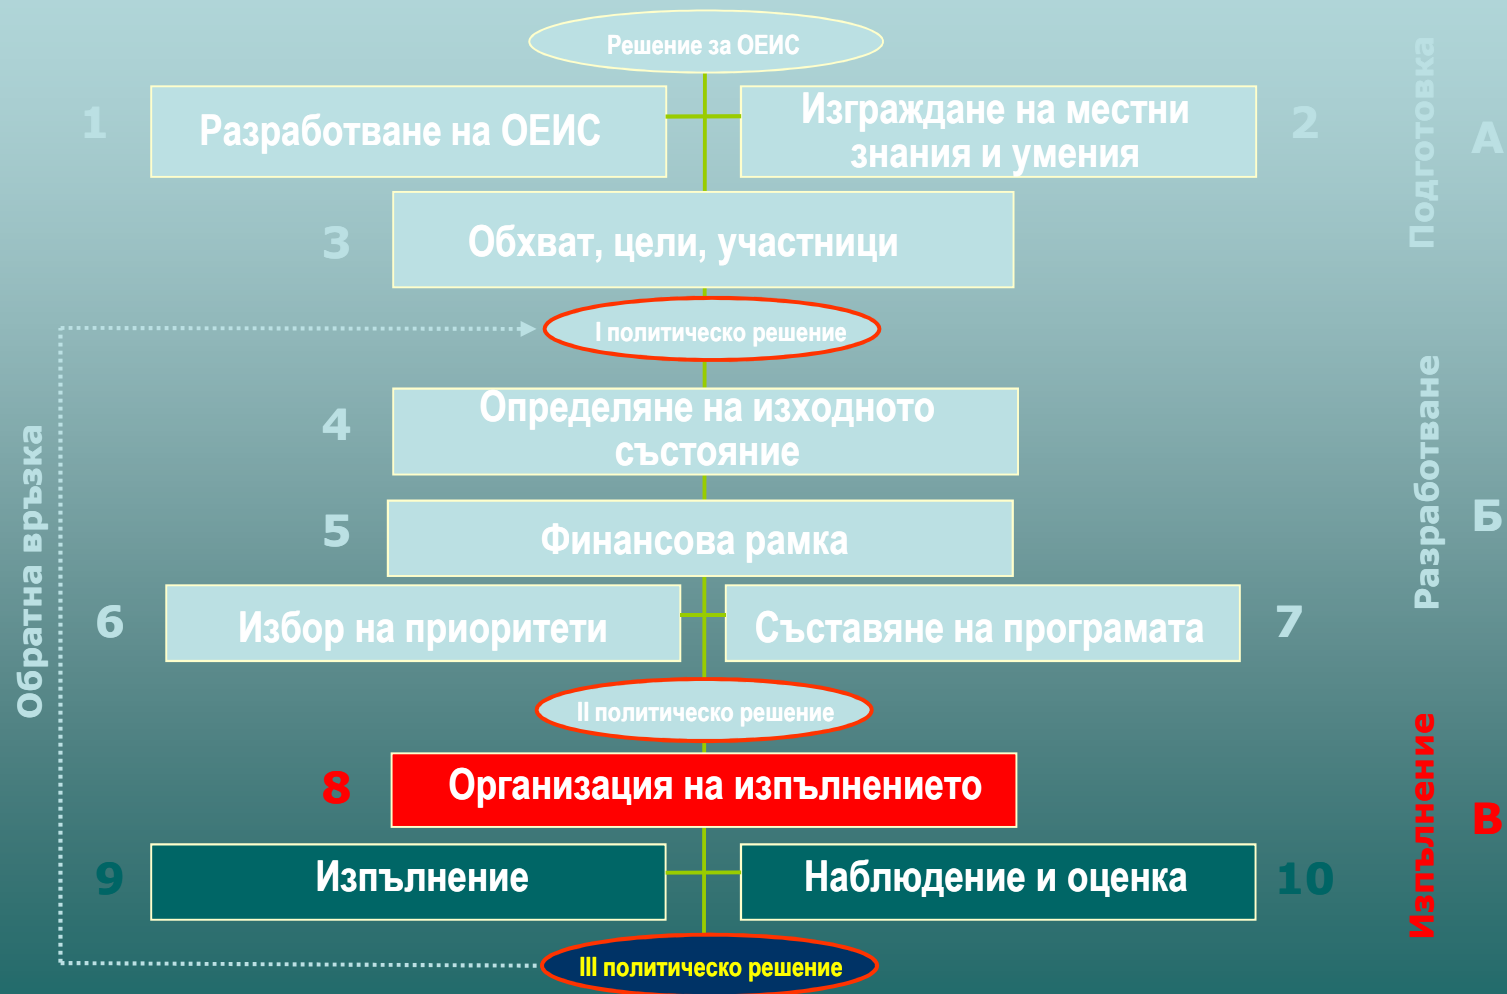 Решение за ОЕИС
1
Разработване на ОЕИС
Изграждане на местни
знания и умения
2
3
Обхват, цели, участници
Подготовка
А
I политическо решение
4
Определяне на изходното
състояние
5
Финансова рамка
6
Избор на приоритети
Съставяне на програмата
7
Разработване
Б
Обратна връзка
II политическо решение
8
Организация на изпълнението
9
Изпълнение
Наблюдение и оценка
10
Изпълнение
В
III политическо решение